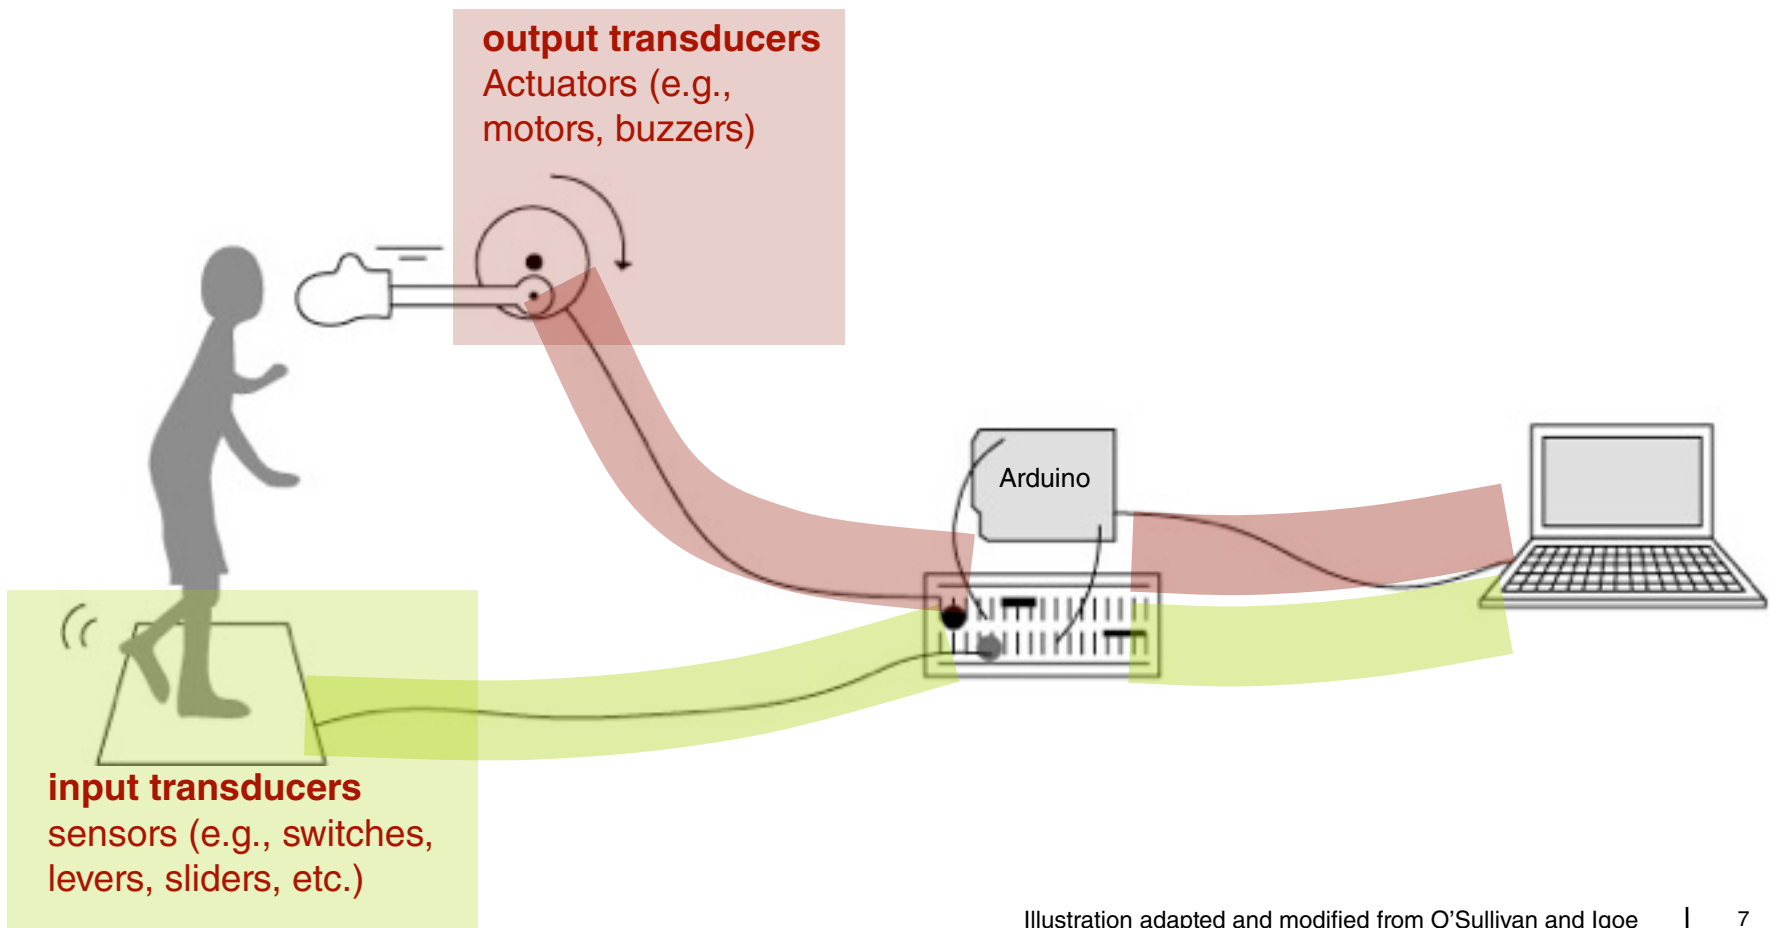 output transducers
Actuators (e.g.,
motors, buzzers)
Arduino
input transducers
sensors (e.g., switches,
levers, sliders, etc.)
Illustration adapted and modified from O'Sullivan and Igoe | 7